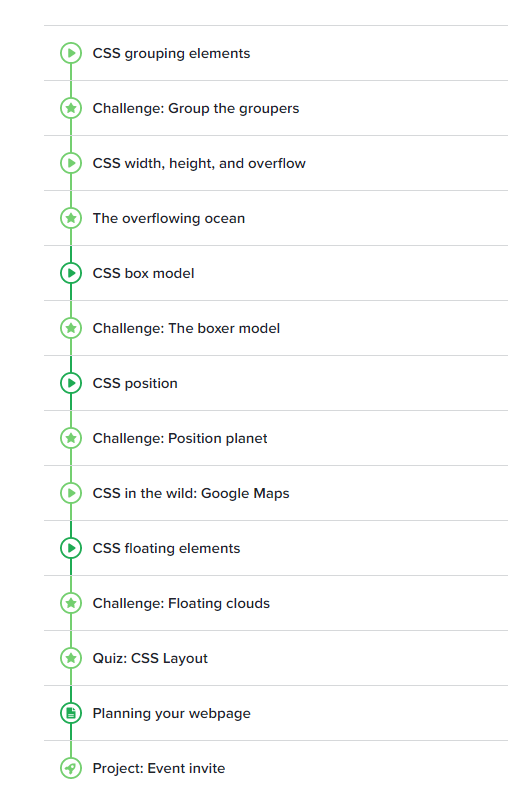 CSS grouping elements
Challenge: Group the groupers
CSS width, height, and overflow
The overflowing ocean
CSS box model
Challenge: The boxer model
CSS position
Challenge: Position planet
CSS in the wild: Google Maps
CSS floating elements
Challenge: Floating clouds
Quiz: CSS Layout
Planning your webpage
Project: Event invite